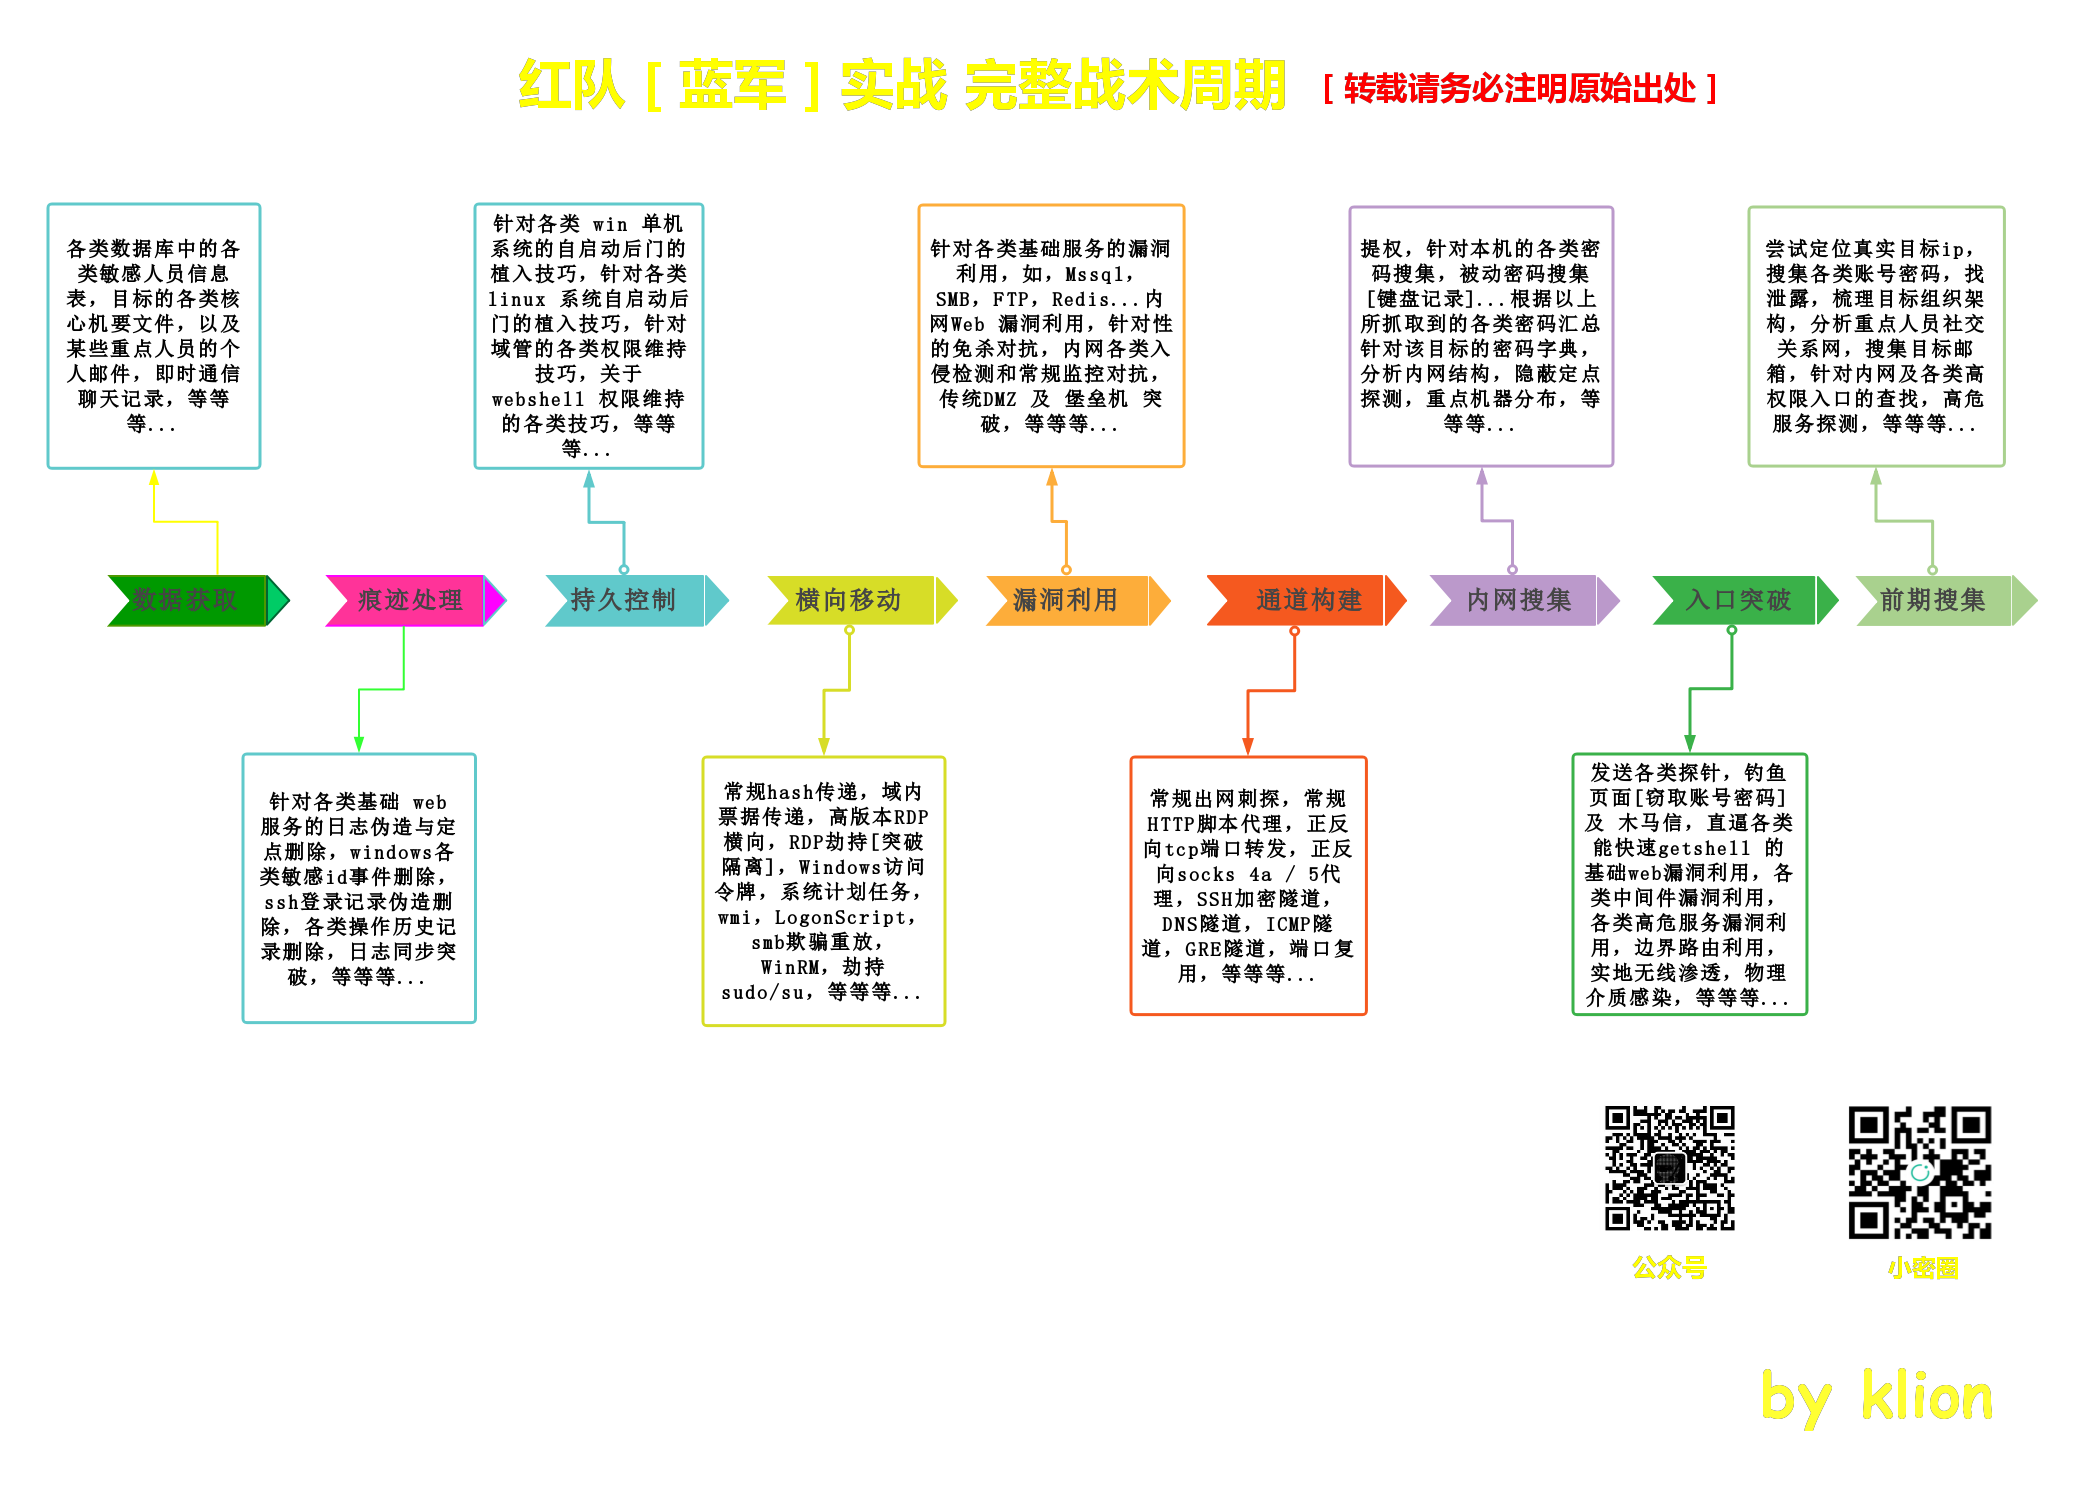 红队 [ 蓝军 ] 实战 完整战术周期 [ 转载请务必注明原始出处 ]
各类数据库中的各
类敏感人员信息
表，目标的各类核
心机要文件，以及
某些重点人员的个
人邮件，即时通信
聊天记录，等等
等...
针对各类 win 单机
系统的自启动后门的
植入技巧，针对各类
linux 系统自启动后
门的植入技巧，针对
域管的各类权限维持
技巧，关于
webshell 权限维持
的各类技巧，等等
等...
针对各类基础服务的漏洞
利用，如，Mssql，
SMB，FTP，Redis...内
网Web 漏洞利用，针对性
的免杀对抗，内网各类入
侵检测和常规监控对抗，
传统DMZ 及 堡垒机 突
破，等等等...
提权，针对本机的各类密
码搜集，被动密码搜集
[键盘记录]...根据以上
所抓取到的各类密码汇总
针对该目标的密码字典，
分析内网结构，隐蔽定点
探测，重点机器分布，等
等等...
尝试定位真实目标ip，
搜集各类账号密码，找
泄露，梳理目标组织架
构，分析重点人员社交
关系网，搜集目标邮
箱，针对内网及各类高
权限入口的查找，高危
服务探测，等等等...
数据获取
痕迹处理
持久控制
横向移动
漏洞利用
通道构建
内网搜集
入口突破
前期搜集
针对各类基础 web
服务的日志伪造与定
点删除，windows各
类敏感id事件删除，
ssh登录记录伪造删
除，各类操作历史记
录删除，日志同步突
破，等等等...
常规hash传递，域内
票据传递，高版本RDP
横向，RDP劫持[突破
隔离]，Windows访问
令牌，系统计划任务，
wmi，LogonScript，
smb欺骗重放，
WinRM，劫持
sudo/su，等等等...
常规出网刺探，常规
HTTP脚本代理，正反
向tcp端口转发，正反
向socks 4a / 5代
理，SSH加密隧道，
DNS隧道，ICMP隧
道，GRE隧道，端口复
用，等等等...
发送各类探针，钓鱼
页面[窃取账号密码]
及 木马信，直逼各类
能快速getshell 的
基础web漏洞利用，各
类中间件漏洞利用，
各类高危服务漏洞利
用，边界路由利用，
实地无线渗透，物理
介质感染，等等等...
公众号
小密圈
by klion